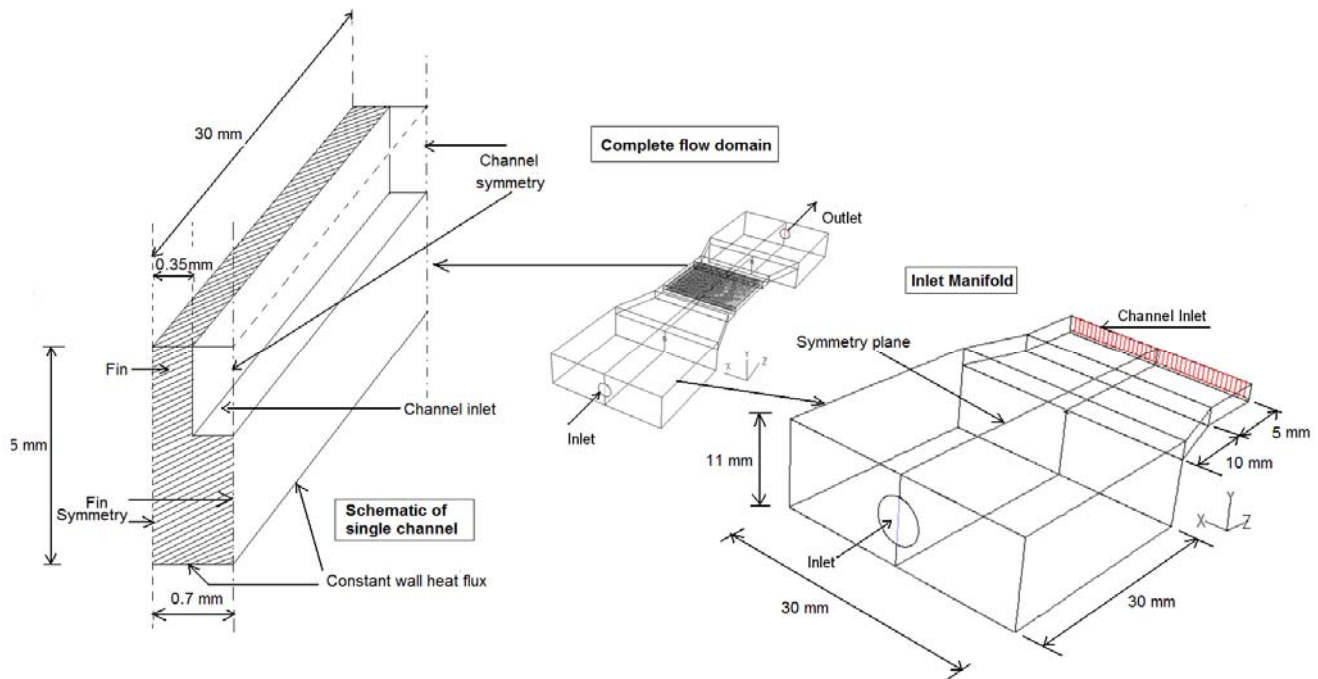 30 mm
Channel
symmetry
0.35mm
Fin
Channel inlet
5 mm
Fin
Symmetry
Schematic of
single channel
Constant wall heat flux
0.7 mm
Complete flow domain
Outlet
Inlet
X
Y
Z
Inlet Manifold
Channel Inlet
Symmetry plane
11 mm
5 mm
10 mm
Inlet
X
Y
Z
30 mm
30 mm